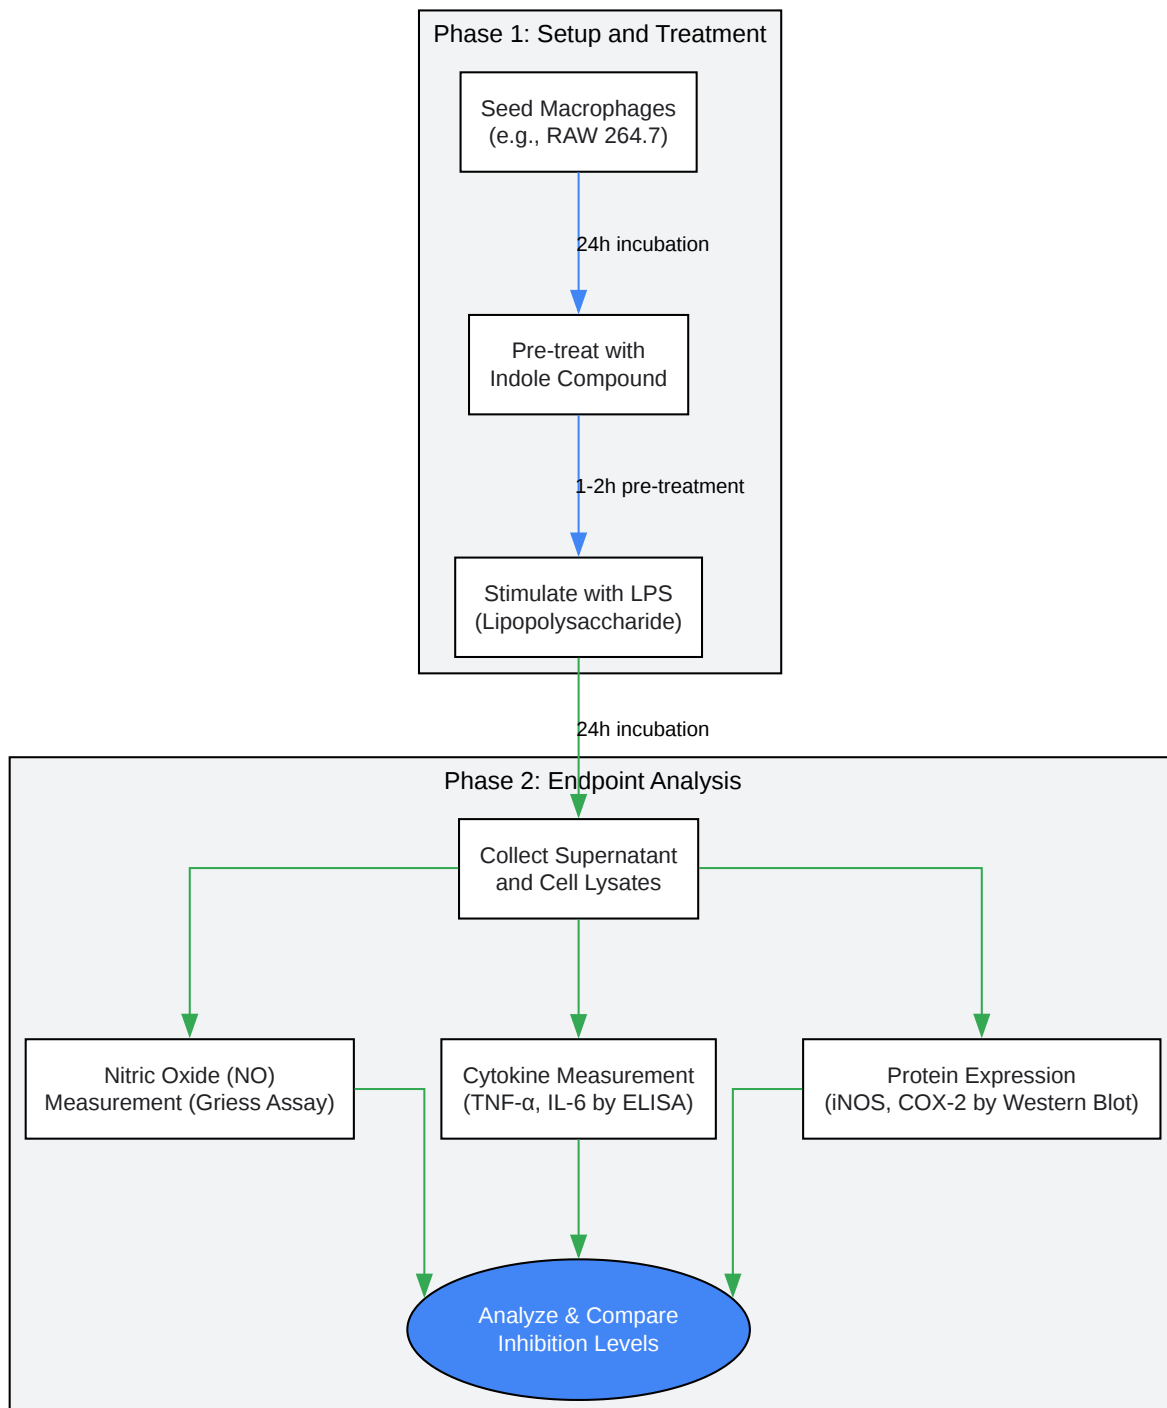 Phase 1: Setup and Treatment
Seed Macrophages
(e.g., RAW 264.7)
24h incubation
Pre-treat with
Indole Compound
1-2h pre-treatment
Stimulate with LPS
(Lipopolysaccharide)
24h incubation
Phase 2: Endpoint Analysis
Collect Supernatant
and Cell Lysates
Nitric Oxide (NO)
Measurement (Griess Assay)
Cytokine Measurement
(TNF-α, IL-6 by ELISA)
Protein Expression
(iNOS, COX-2 by Western Blot)
Analyze & Compare
Inhibition Levels